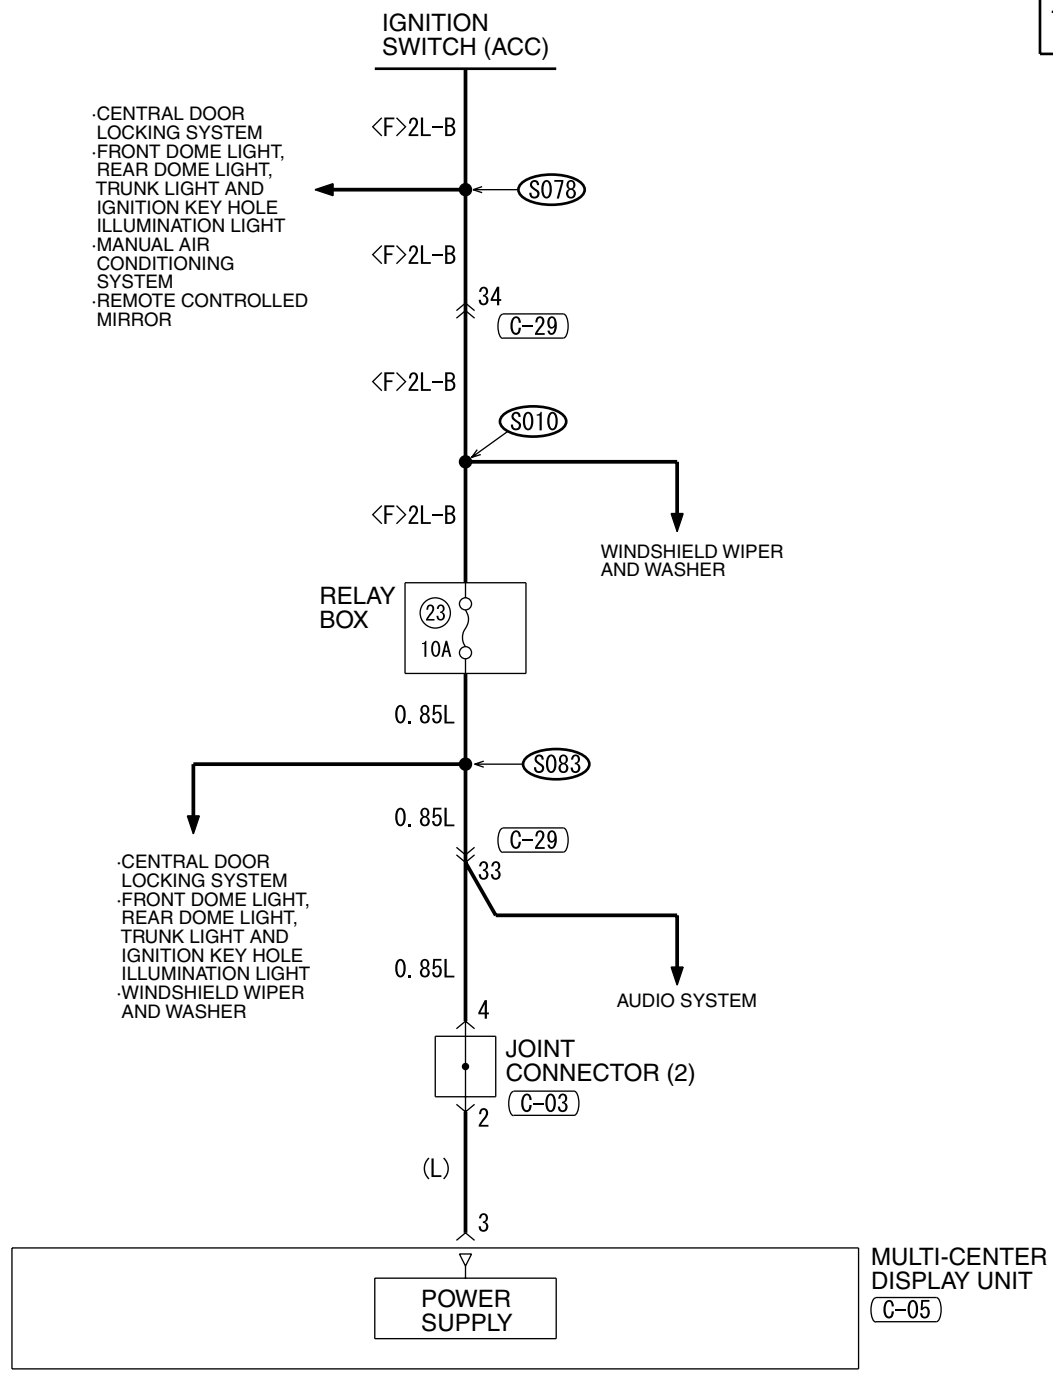 IGNITION
SWITCH (ACC)
<F>2L-B
·CENTRAL DOOR
LOCKING SYSTEM
·FRONT DOME LIGHT,
REAR DOME LIGHT,
TRUNK LIGHT AND
IGNITION KEY HOLE
ILLUMINATION LIGHT
·MANUAL AIR
CONDITIONING
SYSTEM
·REMOTE CONTROLLED
MIRROR
S078
<F>2L-B
34
C-29
<F>2L-B
S010
<F>2L-B
WINDSHIELD WIPER
AND WASHER
RELAY
BOX
23
10A
0.85L
S083
0.85L
C-29
33
·CENTRAL DOOR
LOCKING SYSTEM
·FRONT DOME LIGHT,
REAR DOME LIGHT,
TRUNK LIGHT AND
IGNITION KEY HOLE
ILLUMINATION LIGHT
·WINDSHIELD WIPER
AND WASHER
0.85L
AUDIO SYSTEM
4
JOINT
CONNECTOR (2)
C-03
2
(L)
3
POWER
SUPPLY
MULTI-CENTER
DISPLAY UNIT
C-05